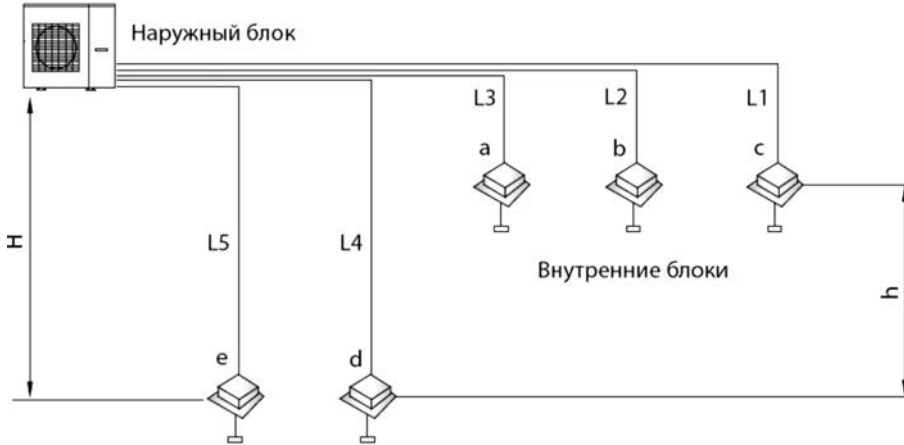 Наружный блок
L3
L2
L1
a
b
c
H
L5
L4
Внутренние блоки
h
e
d